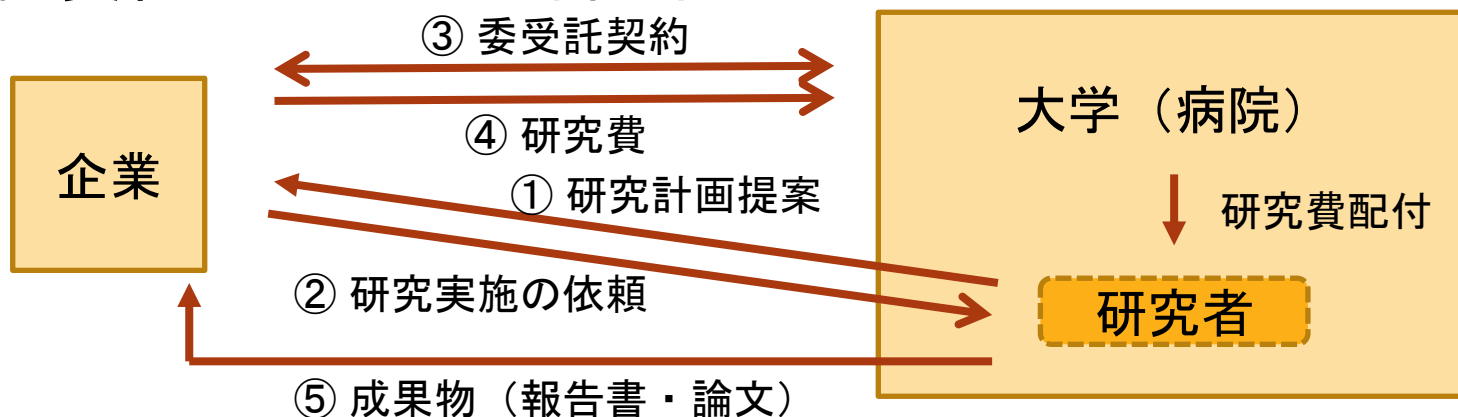 ③ 委受託契約
大学（病院）
④ 研究費
企業
① 研究計画提案
研究費配付
② 研究実施の依頼
研究者
⑤ 成果物（報告書・論文）